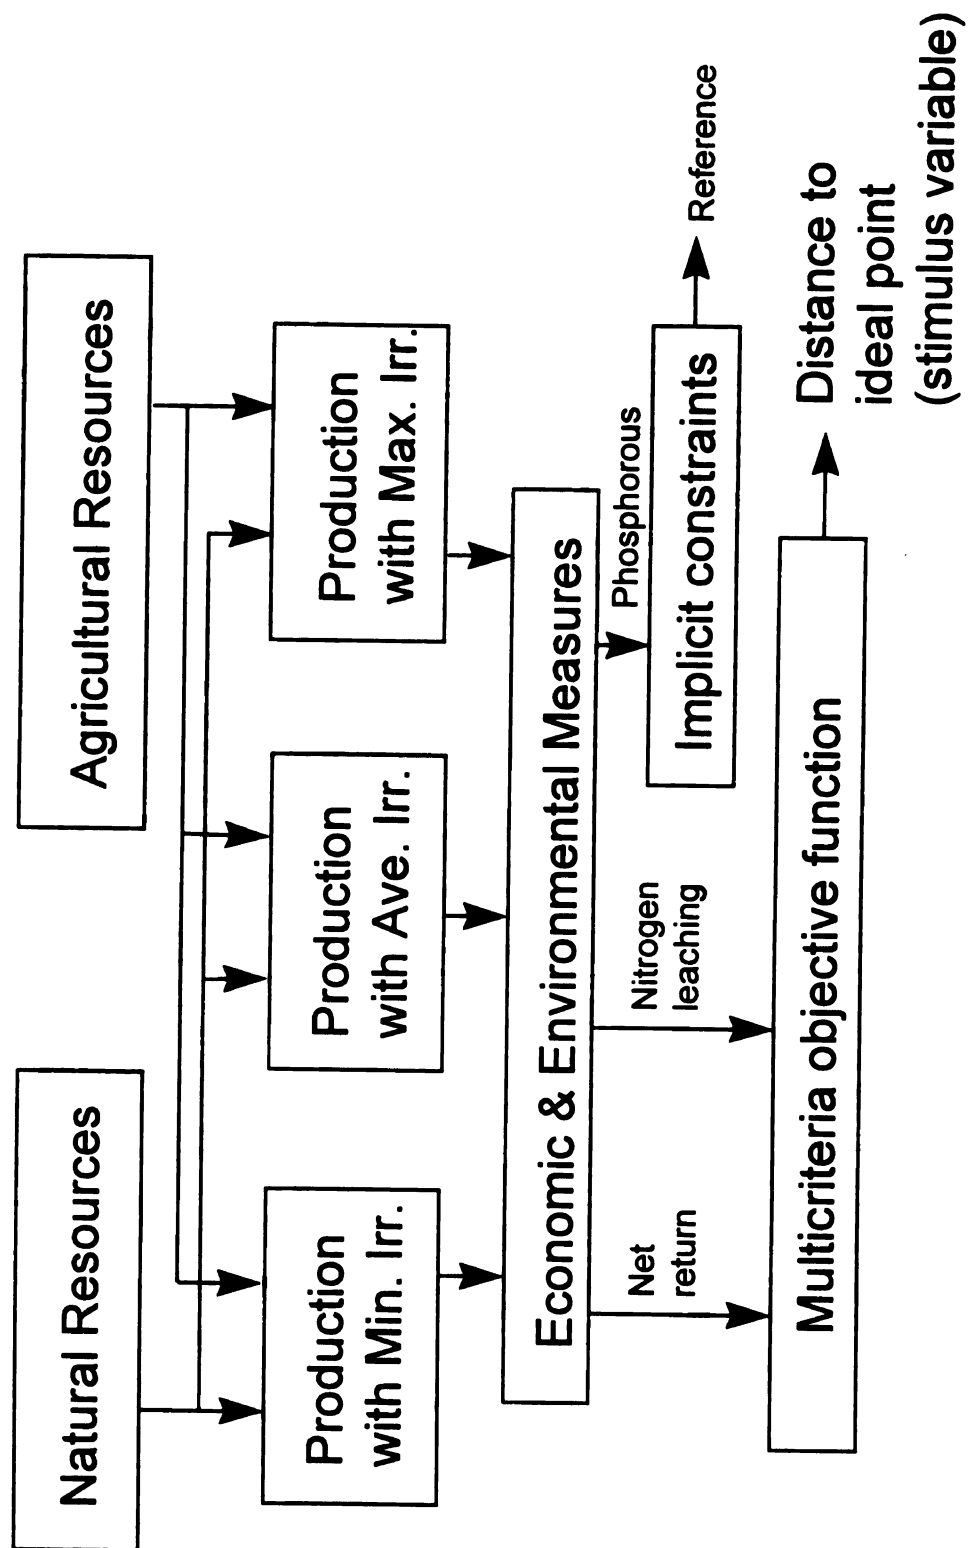 Natural Resources
Agricultural Resources
Production
with Min. Irr.
Production
with Ave. Irr.
Production
with Max. Irr.
Economic & Environmental Measures
Net
return
Nitrogen
leaching
Phosphorous
Implicit constraints
Reference
Multicriteria objective function
Distance to
ideal point
(stimulus variable)